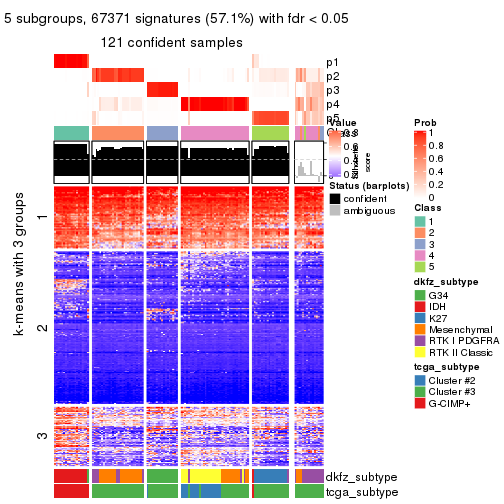 5 subgroups, 67371 signatures (57.1%) with fdr < 0.05
121 confident samples
p1
p2
p3
p4
p5
Class
k-means with 3 groups
1
2
3
dkfz_subtype
tcga_subtype
Value
Silhouette
score
Status (barplots)
confident
ambiguous
Prob
1
0.8
0.6
0.4
0.2
0
Class
1
2
3
4
5
dkfz_subtype
G34
IDH
K27
Mesenchymal
RTK I PDGFRA
RTK II Classic
tcga_subtype
Cluster #2
Cluster #3
G-CIMP+